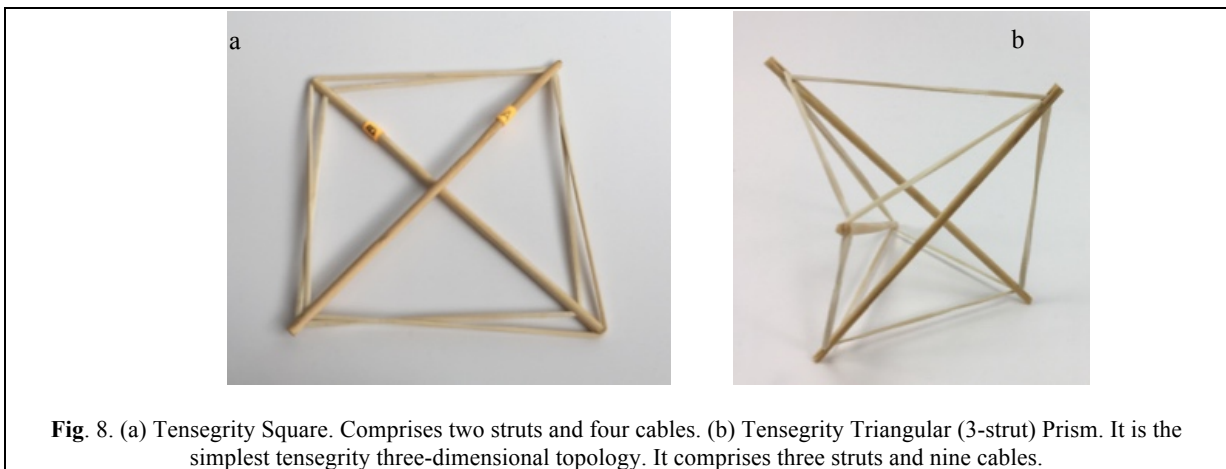 a
b
Fig. 8. (a) Tensegrity Square. Comprises two struts and four cables. (b) Tensegrity Triangular (3-strut) Prism. It is the
simplest tensegrity three-dimensional topology. It comprises three struts and nine cables.